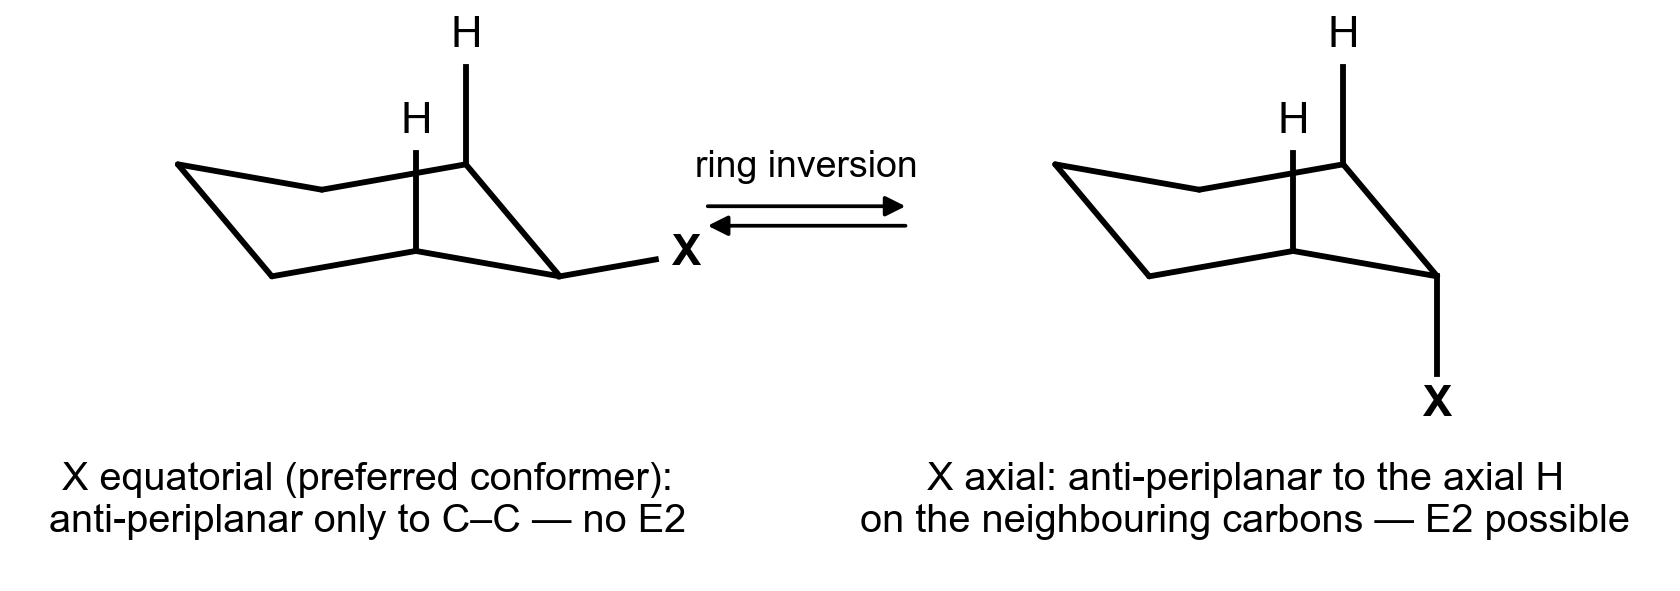 H
H
H
H
ring inversion
X
X
X equatorial (preferred conformer):
anti-periplanar only to C–C — no E2
X axial: anti-periplanar to the axial H
on the neighbouring carbons — E2 possible